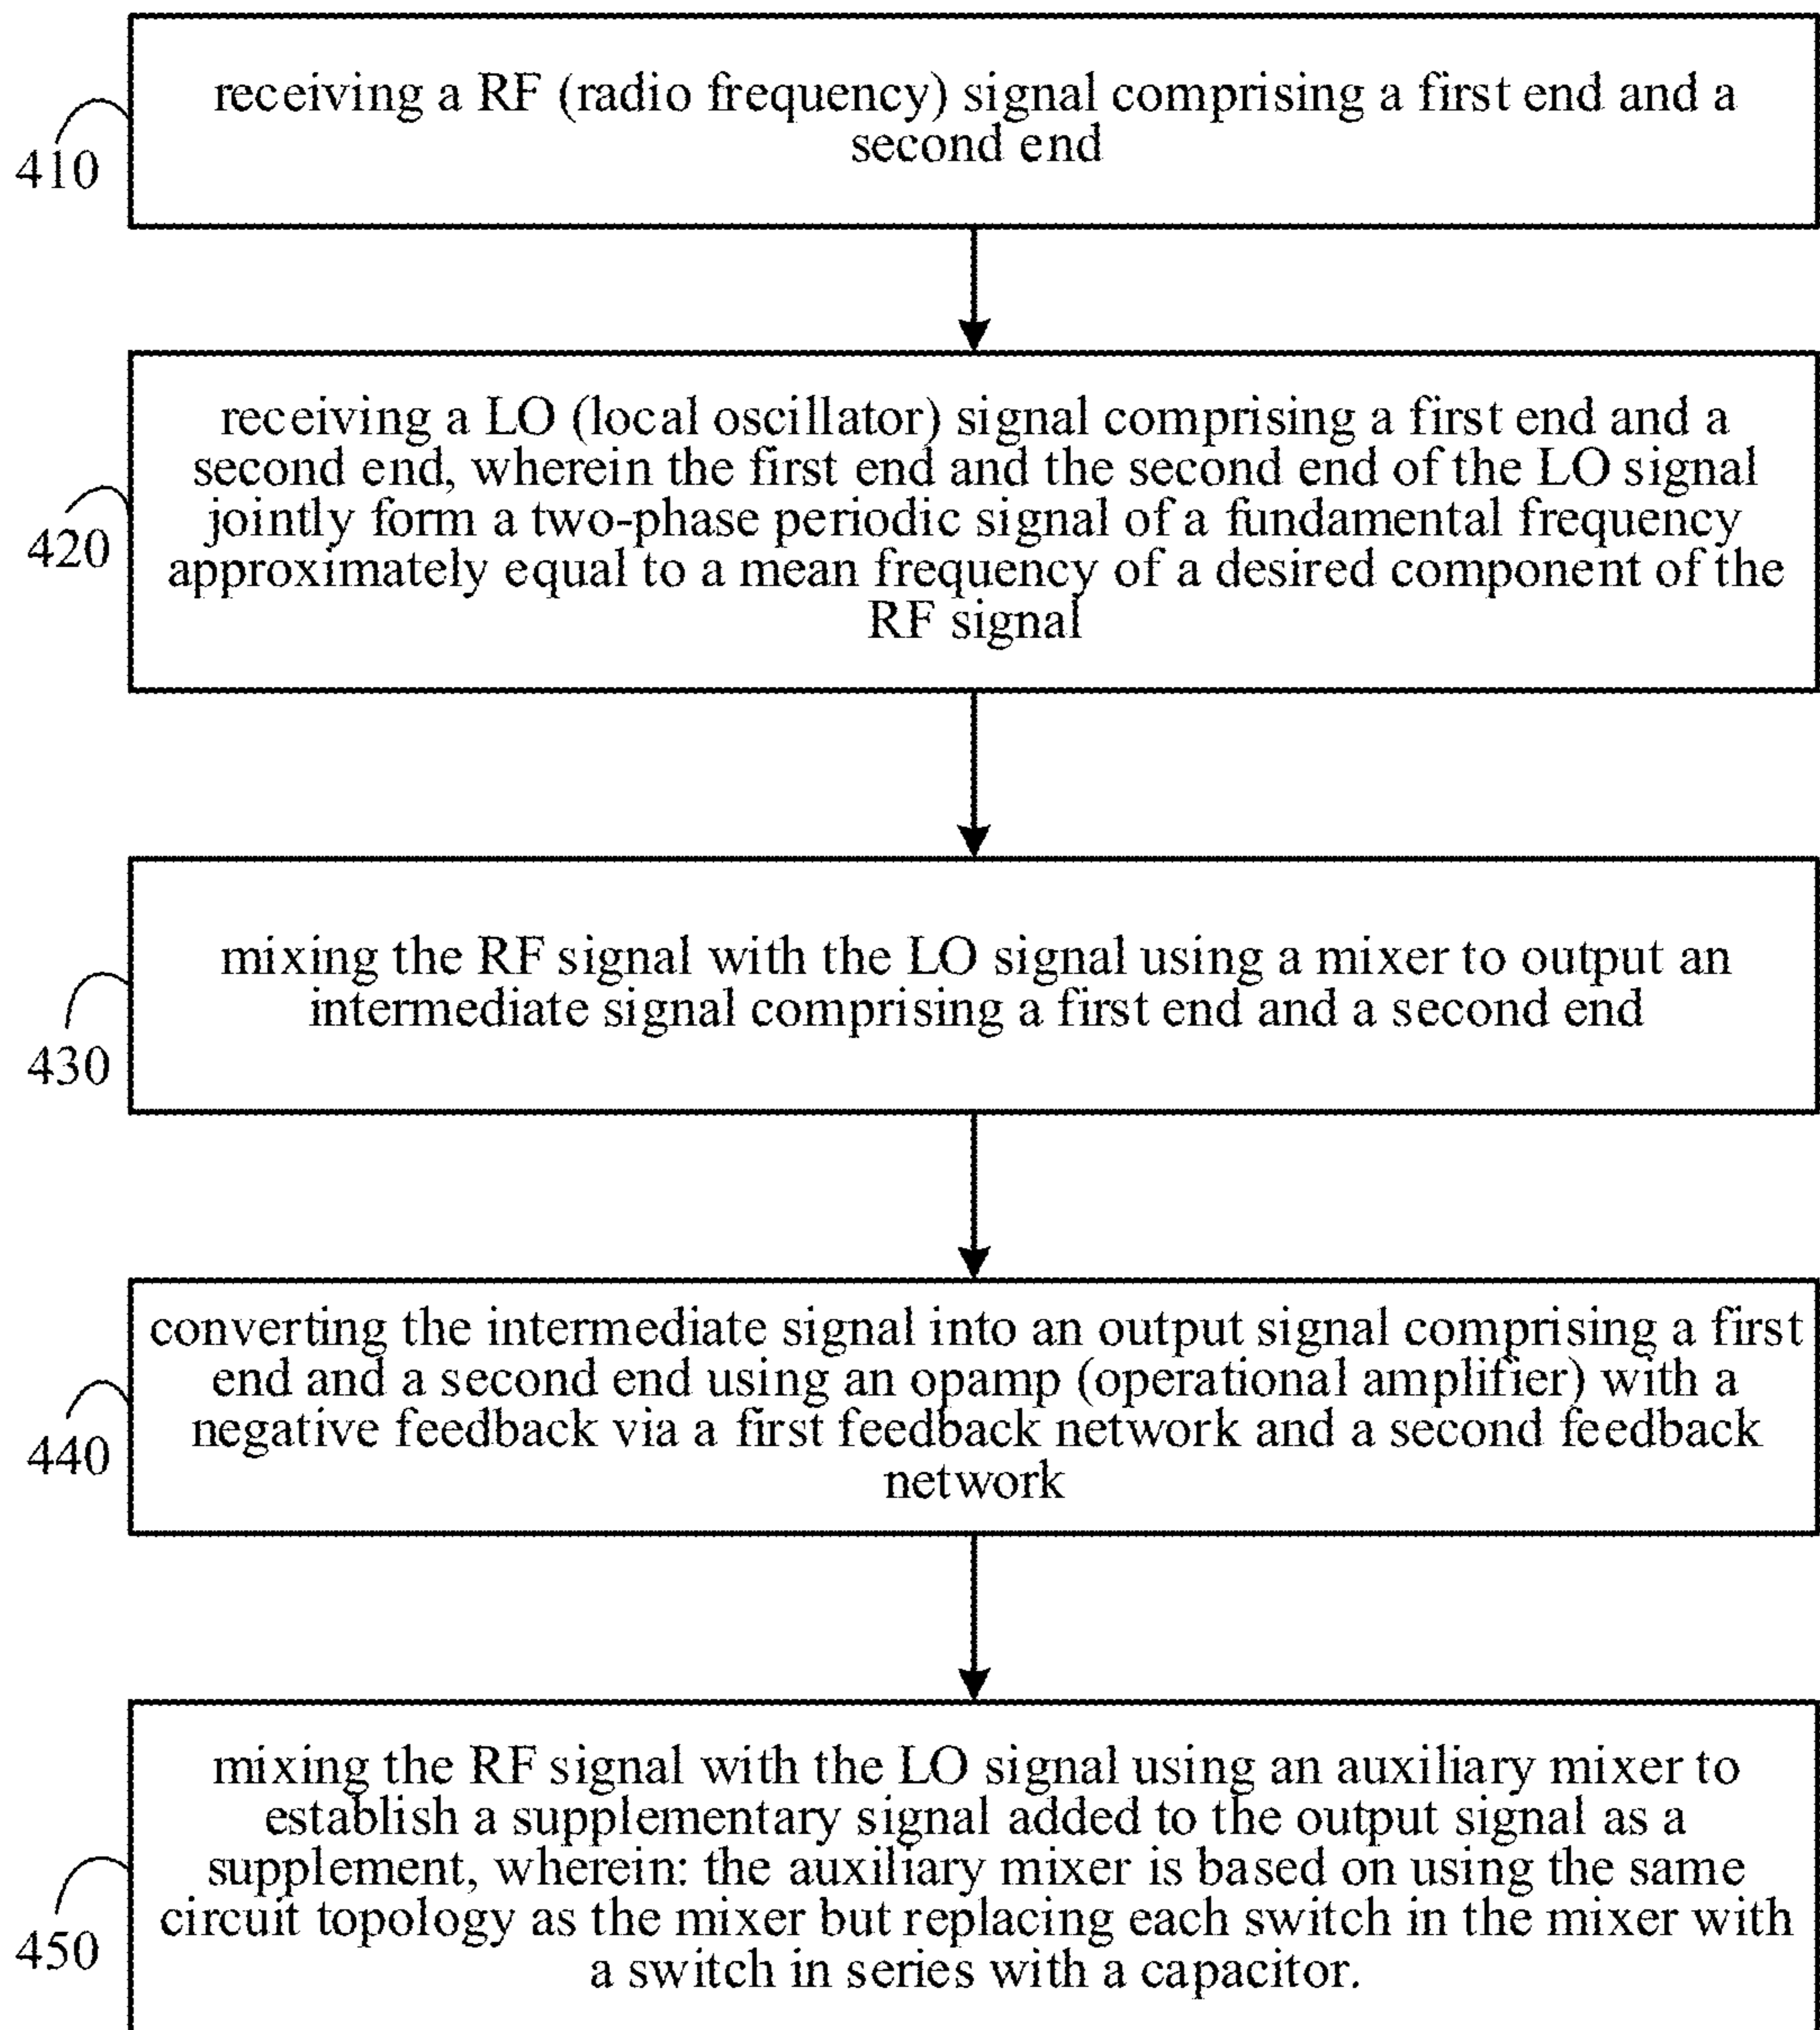 receiving a RF (radio frequency) signal comprising a first end and a
second end
410
receiving a LO (local oscillator) signal comprising a first end and a
second end, wherein the first end and the second end of the LO signal
jointly form a two-phase periodic signal of a fundamental frequency
approximately equal to a mean frequency of a desired component of the
RF signal
420
mixing the RF signal with the LO signal using a mixer to output an
intermediate signal comprising a first end and a second end
430
converting the intermediate signal into an output signal comprising a first
end and a second end using an opamp (operational amplifier) with a
negative feedback via a first feedback network and a second feedback
network
440
mixing the RF signal with the LO signal using an auxiliary mixer to
establish a supplementary signal added to the output signal as a
supplement, wherein: the auxiliary mixer is based on using the same
circuit topology as the mixer but replacing each switch in the mixer with
a switch in series with a capacitor.
450